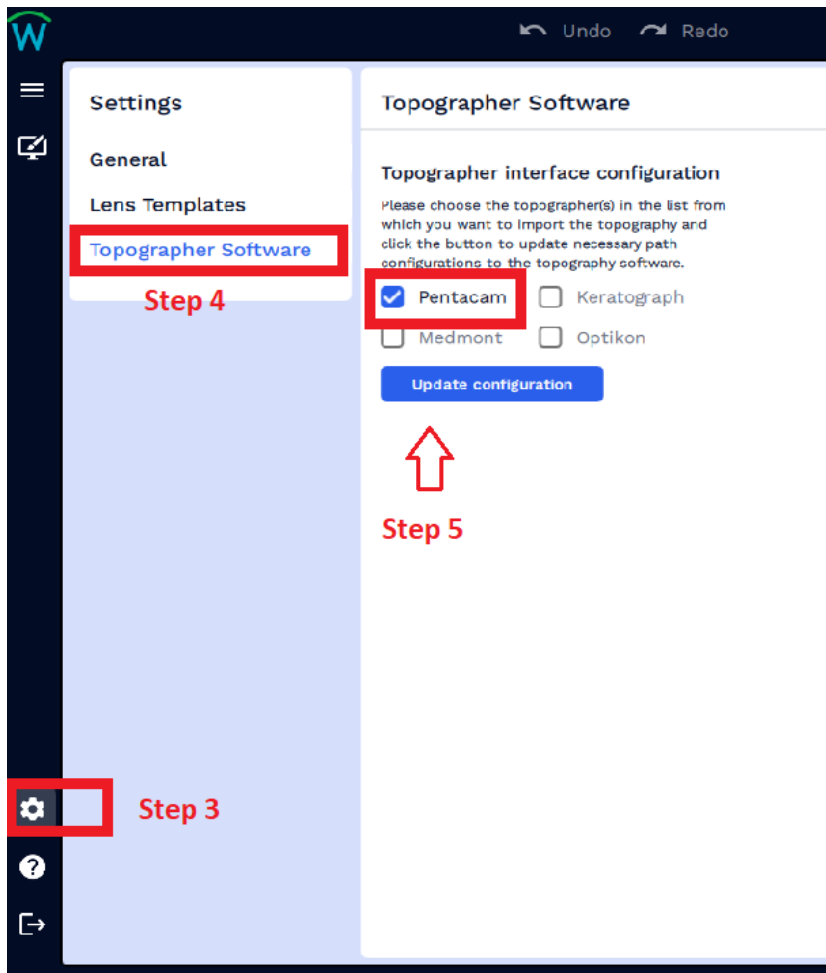 W
Undo Redo
Settings
Topographer Software
General
Topographer interface configuration
Lens Templates
Please choose the topographer(s) in the list from
which you want to import the topography and
click the button to update necessary path
configurations to the topography software.
Topographer Software
Step 4
Pentacam Keratograph
Medmont Optikon
Update configuration
Step 5
Step 3
?